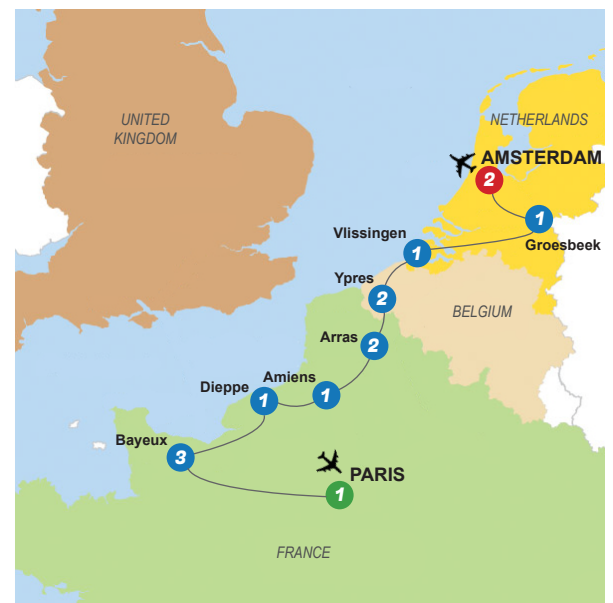 UNITED
KINGDOM
NETHERLANDS
AMSTERDAM
2
1
Groesbeek
Vlissingen
1
Ypres
2
BELGIUM
Arras
2
Amiens
1
Dieppe
1
Bayeux
3
PARIS
1
FRANCE